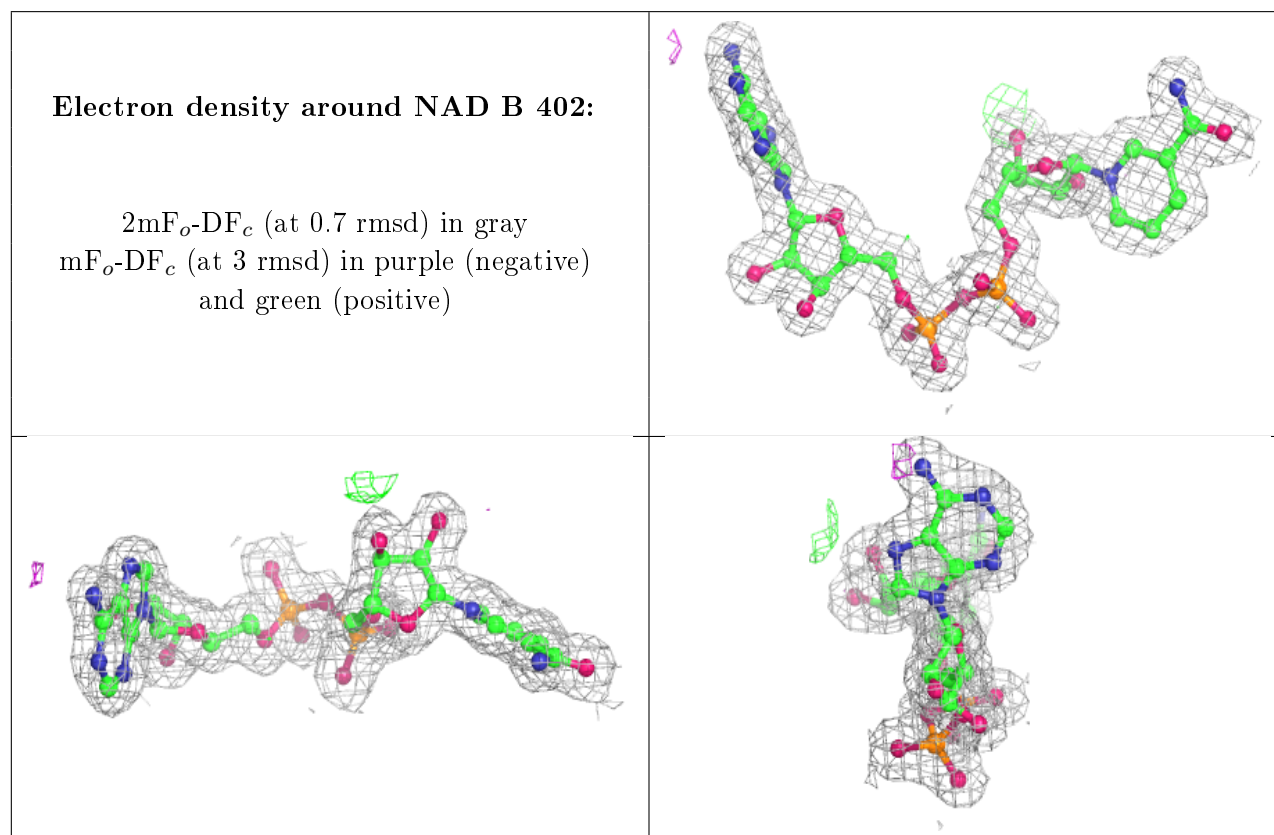 Electron density around NAD B 402:
2mFo-DFc (at 0.7 rmsd) in gray
mFo-DFc (at 3 rmsd) in purple (negative)
and green (positive)